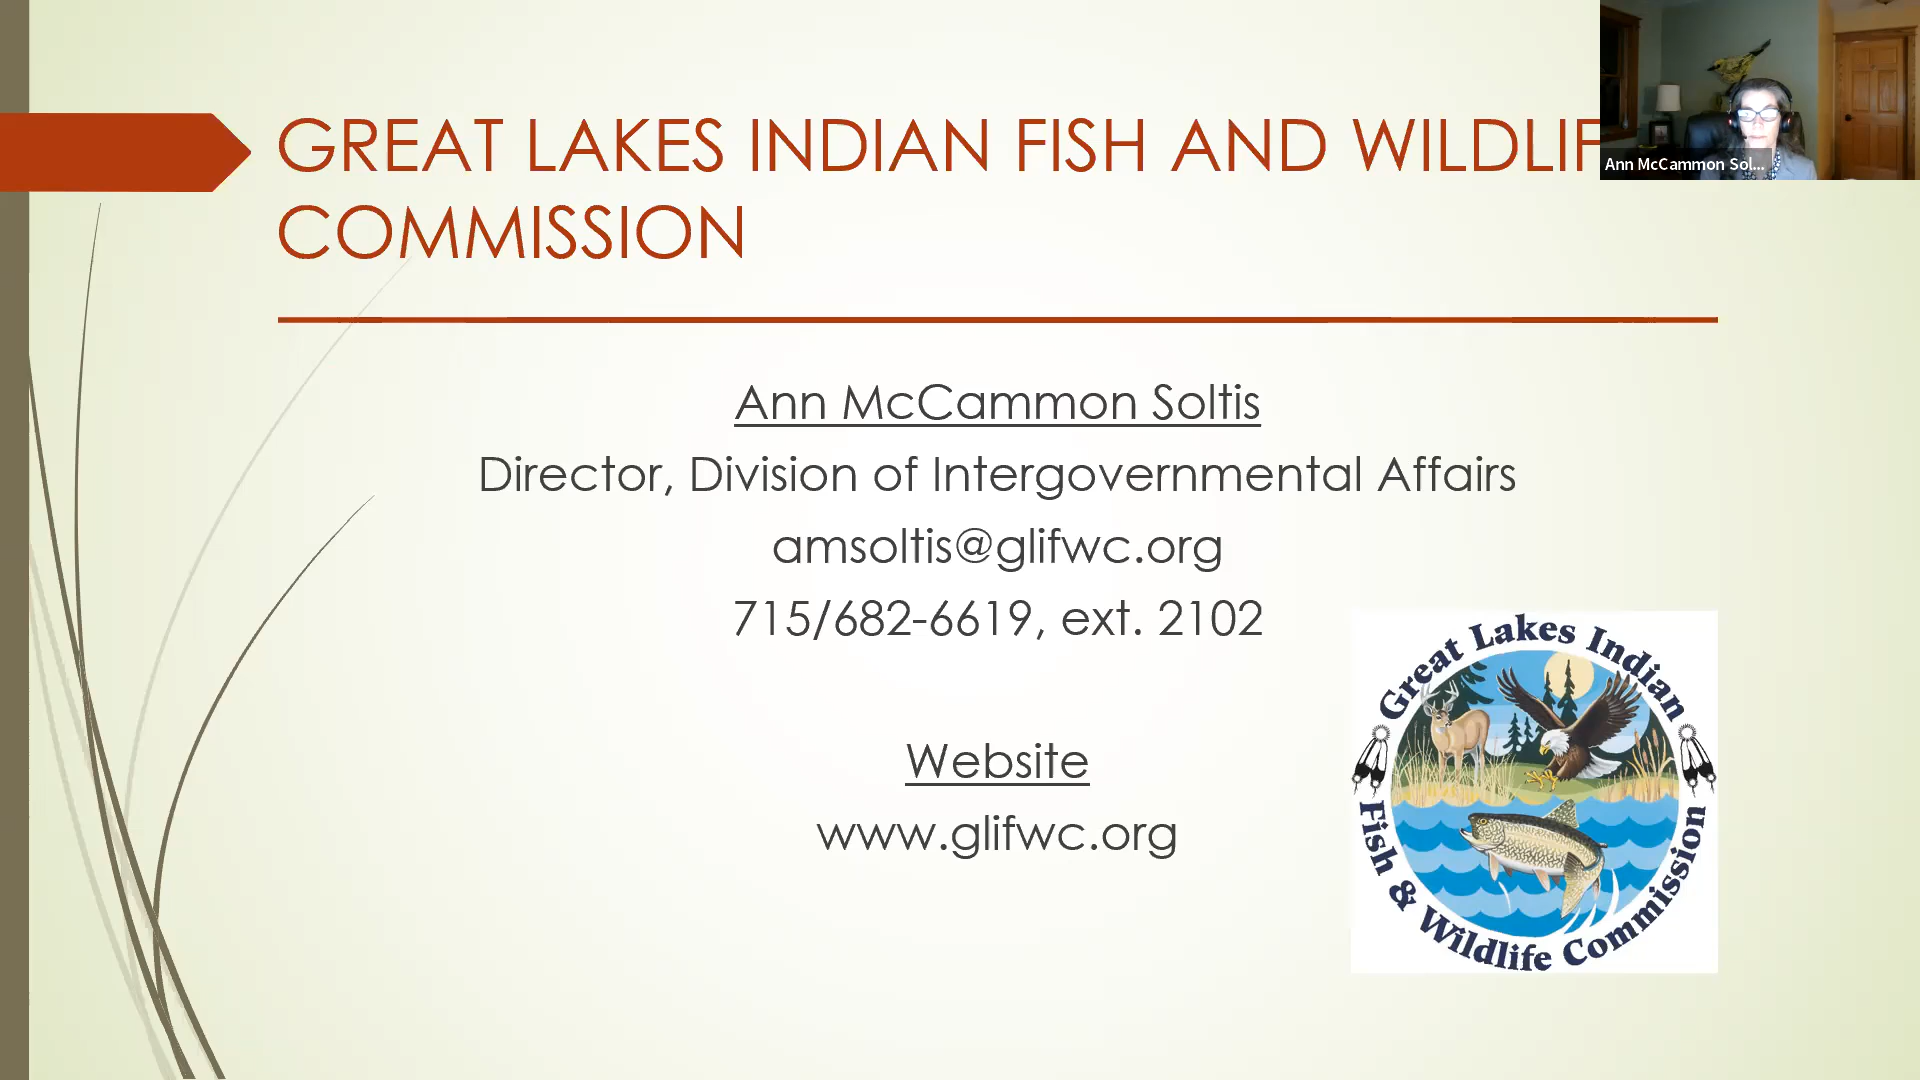 GREAT LAKES INDIAN FISH AND WILDLIF
COMMISSION
Ann McCammon Sol...
Ann McCammon Soltis
Director, Division of Intergovernmental Affairs
amsoltis@glifwc.org
715/682-6619, ext. 2102
Website
www.glifwc.org
Great Lakes Indian
Fish & Wildlife Commission